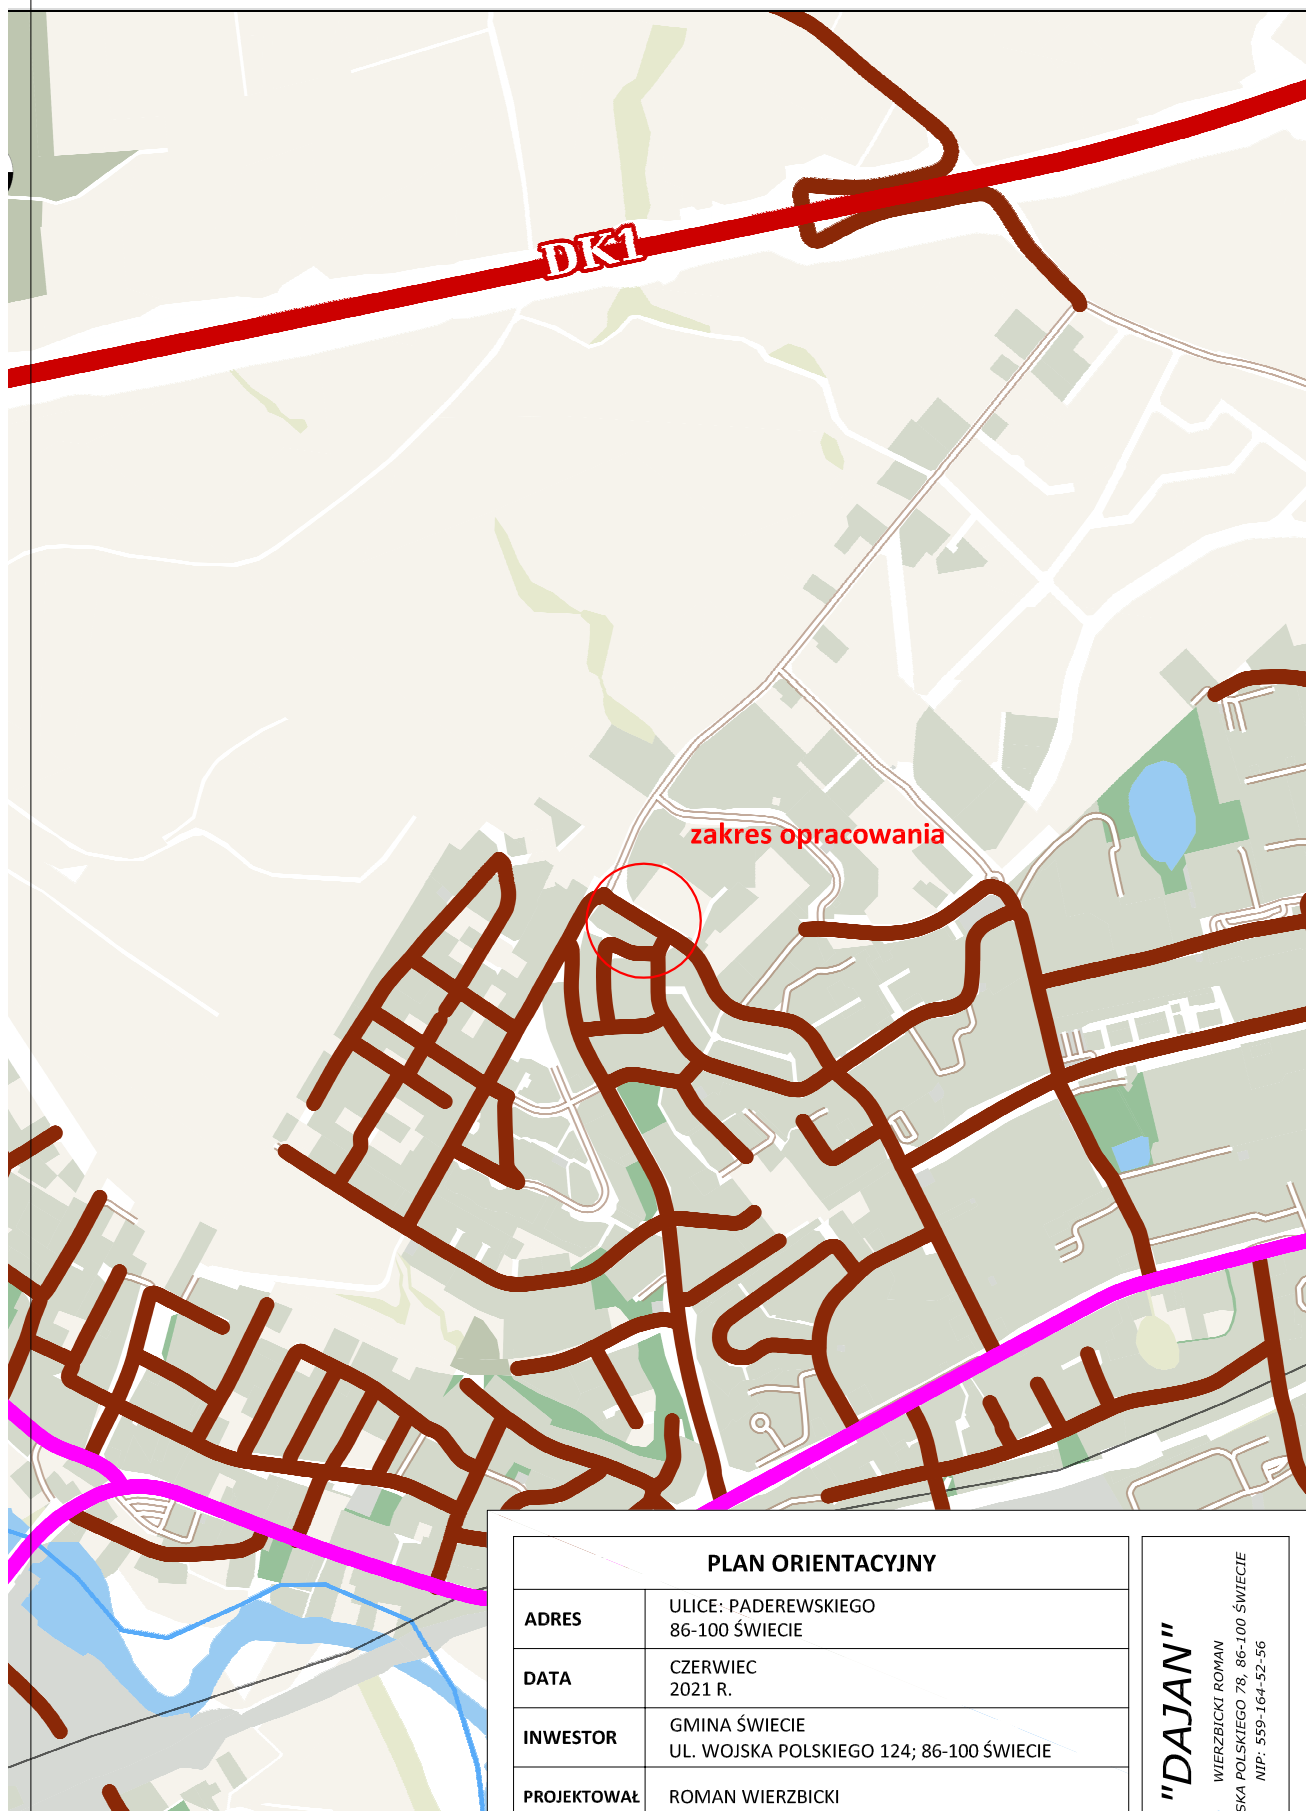 DK1
zakres opracowania
PLAN ORIENTACYJNY
ADRES
ULICE: PADEREWSKIEGO
86-100 ŚWIECIE
DATA
CZERWIEC
2021 R.
INWESTOR
GMINA ŚWIECIE
UL. WOJSKA POLSKIEGO 124; 86-100 ŚWIECIE
PROJEKTOWAŁ
ROMAN WIERZBICKI
"DAJAN"
WIERZBICKI ROMAN
POLSKIEGO 78, 86-100 ŚWIECIE
NIP: 559-164-52-56